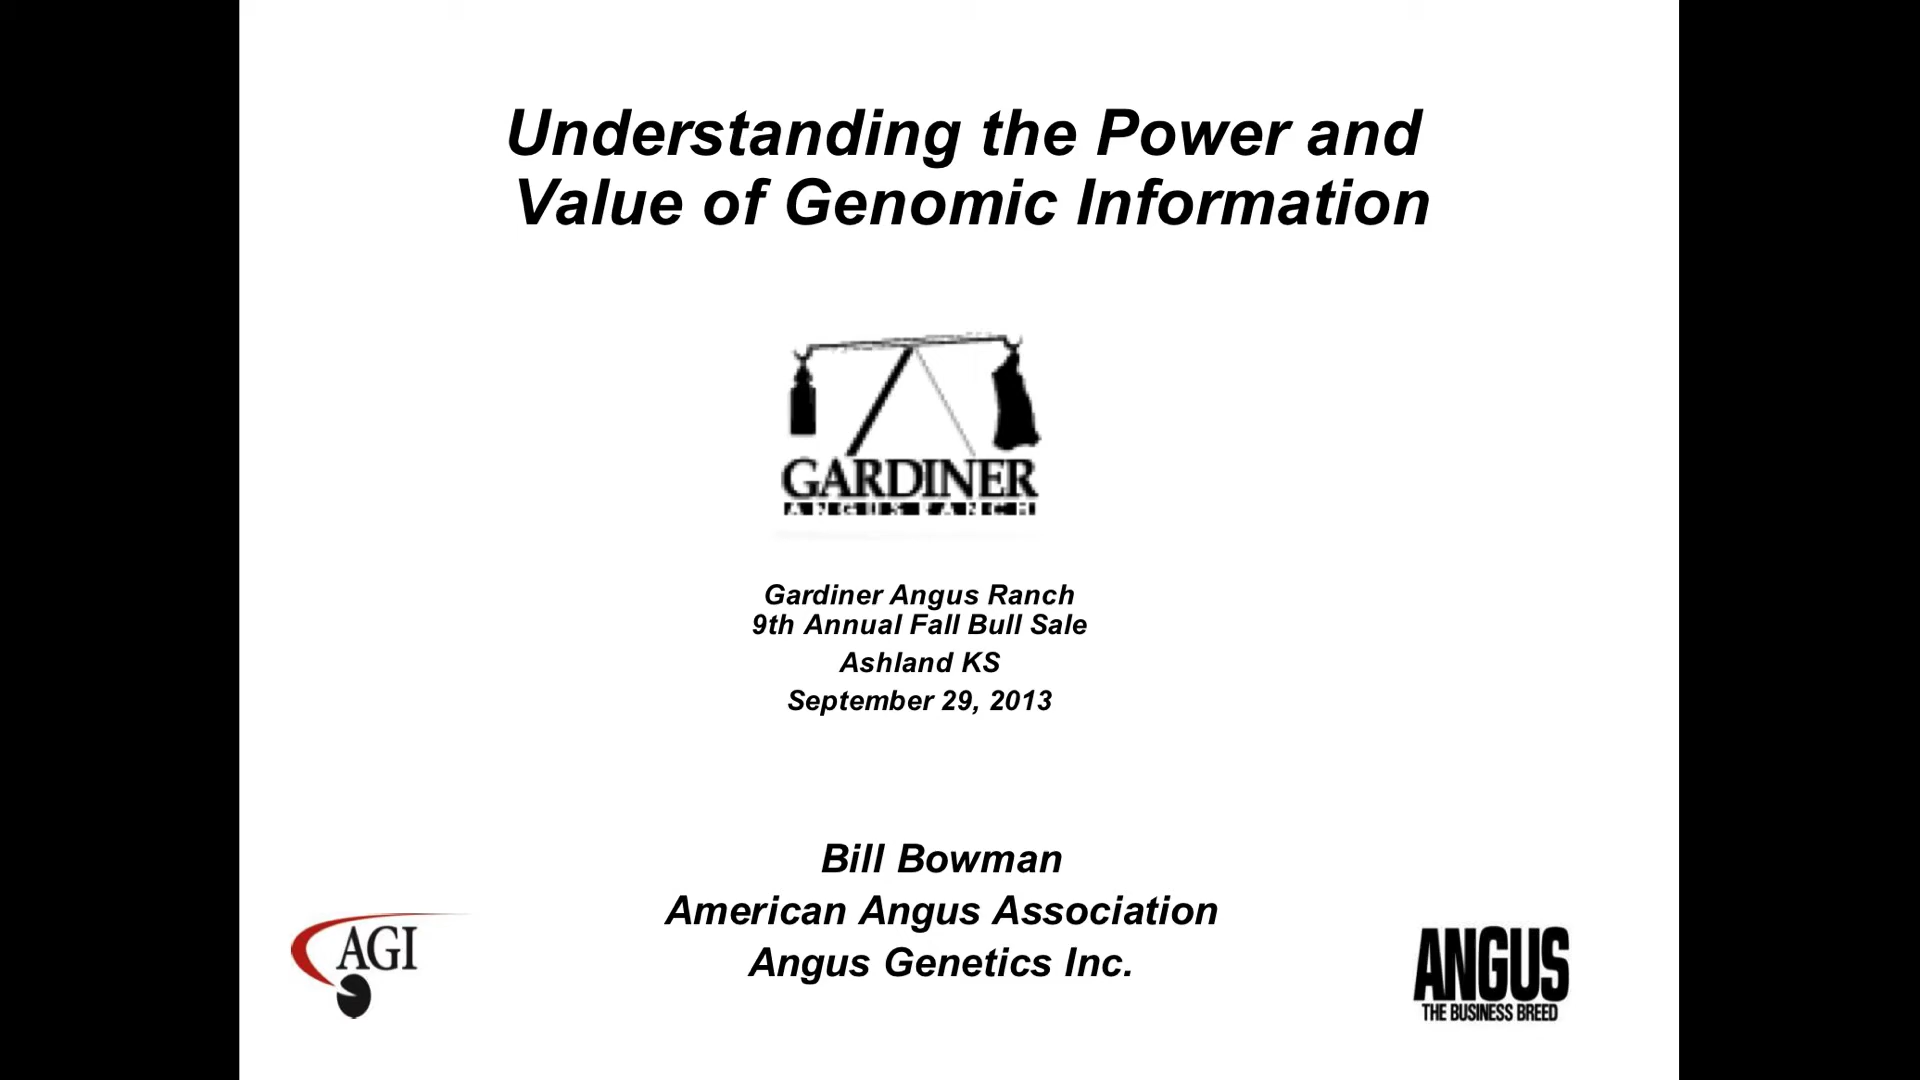 Understanding the Power and
Value of Genomic Information
GARDINER
ANGUS RANCH
Gardiner Angus Ranch
9th Annual Fall Bull Sale
Ashland KS
September 29, 2013
Bill Bowman
American Angus Association
Angus Genetics Inc.
AGI
ANGUS
THE BUSINESS BREED